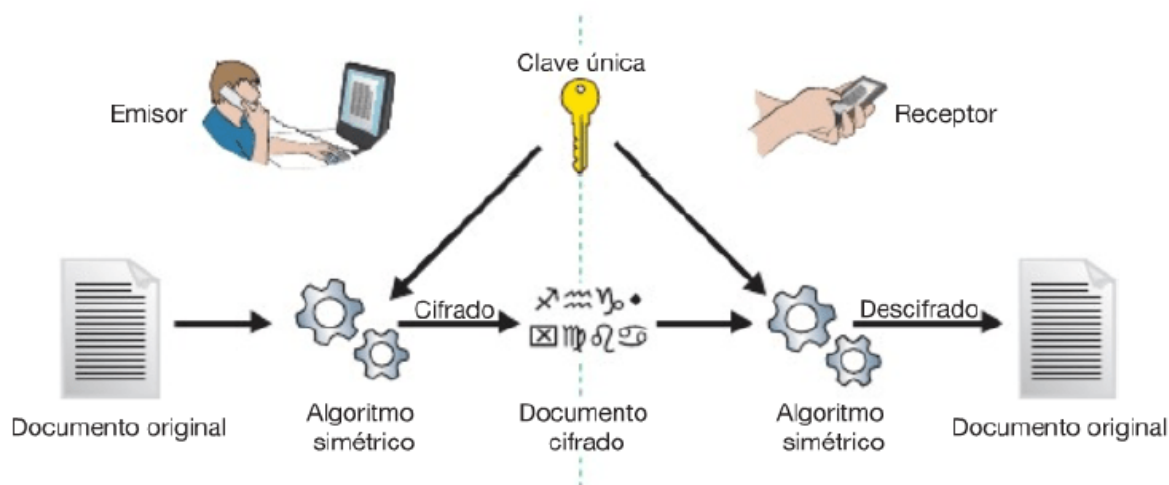 Clave única
Emisor
Receptor
Cifrado
Descifrado
Documento original
Algoritmo
simétrico
Documento
cifrado
Algoritmo
simétrico
Documento original